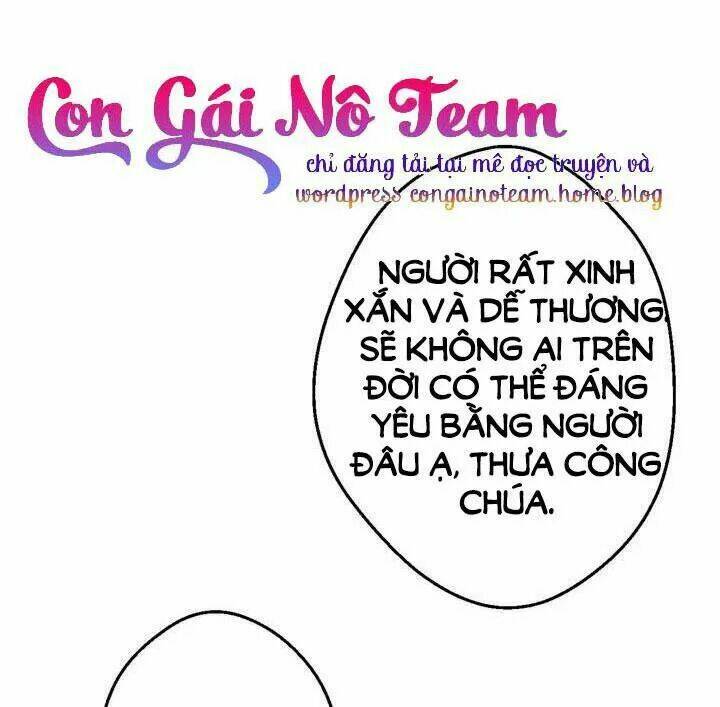 Con Gái Nô Team
chỉ đăng tải tại mê đọc truyện và
wordpress congainoteam.home.blog
NGƯỜI RẤT XINH
XẮN VÀ DỄ THƯƠNG.
SẼ KHÔNG AI TRÊN
ĐỜI CÓ THỂ ĐÁNG
YÊU BẰNG NGƯỜI
ĐÂU Ạ, THƯA CÔNG
CHÚA.